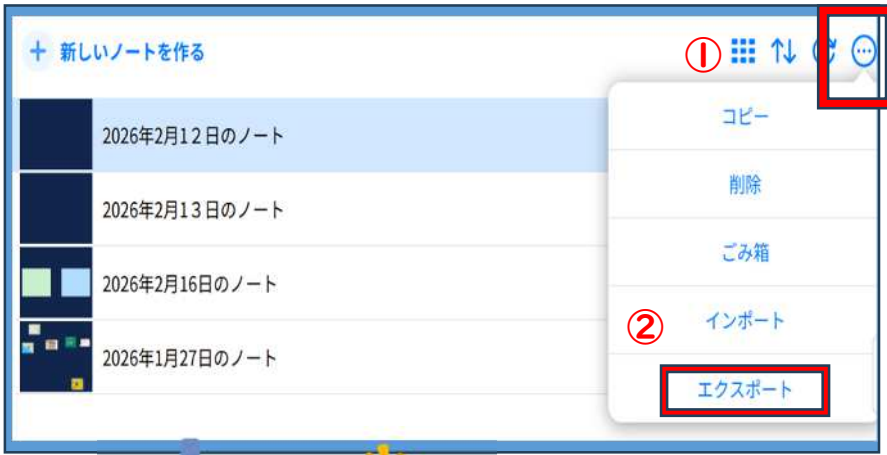 + 新しいノートを作る
①
コピー
2026年2月12日のノート
削除
2026年2月13日のノート
ごみ箱
2026年2月16日のノート
②
インポート
2026年1月27日のノート
エクスポート